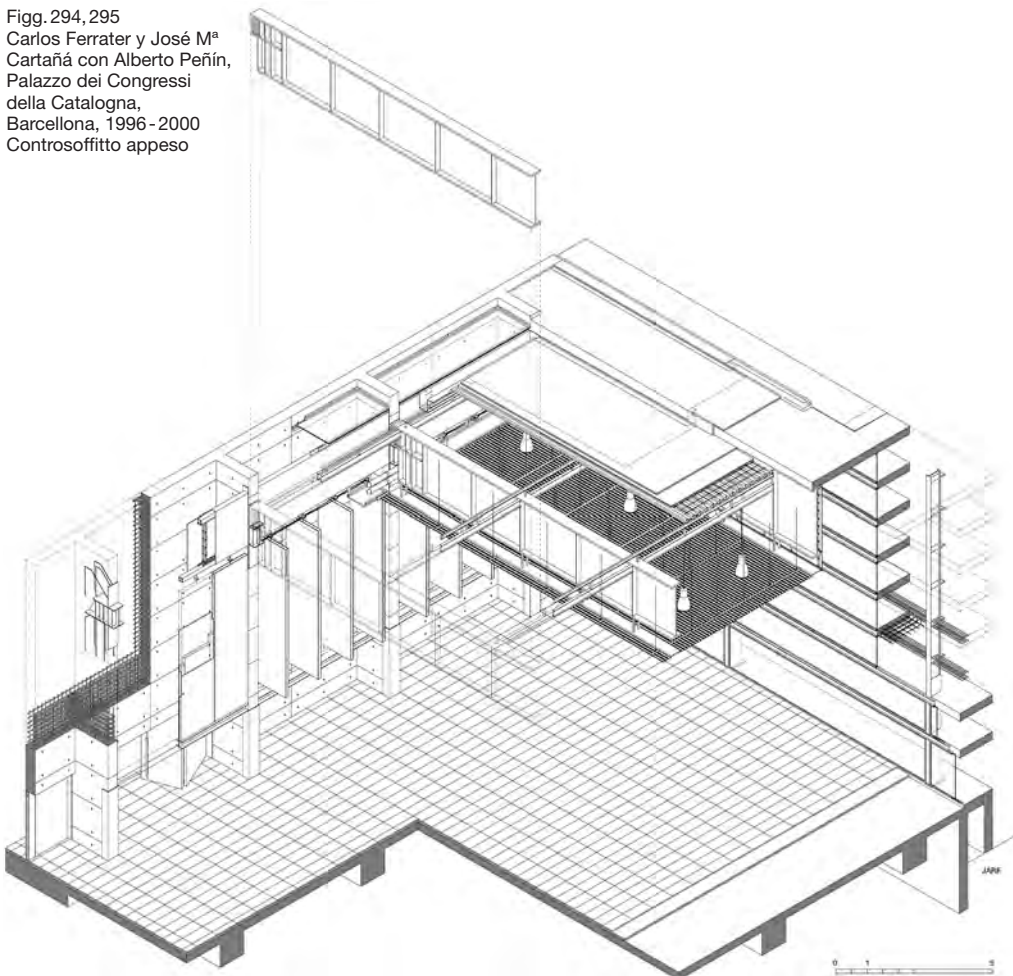 Figg. 294, 295
Carlos Ferrater y José Mª
Cartañá con Alberto Peñín,
Palazzo dei Congressi
della Catalogna,
Barcellona, 1996 - 2000
Controsoffitto appeso
0 1 5